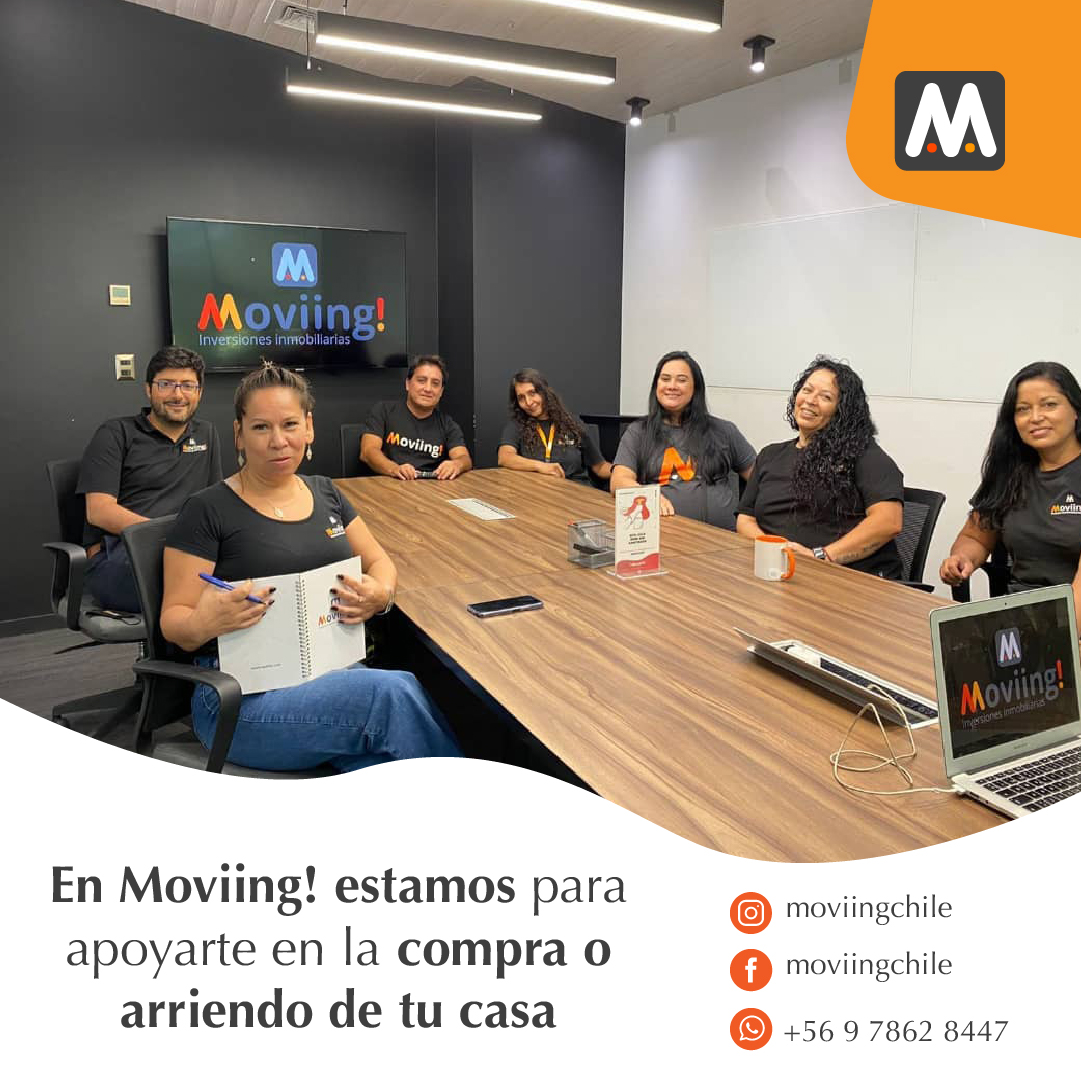 M
M
Moviing!
Inversiones inmobiliarias
Moviing!
M
Moviing!
Inversiones inmobiliarias
En Moviing! estamos para
apoyarte en la compra o
arriendo de tu casa
moviingchile
moviingchile
+56 9 7862 8447